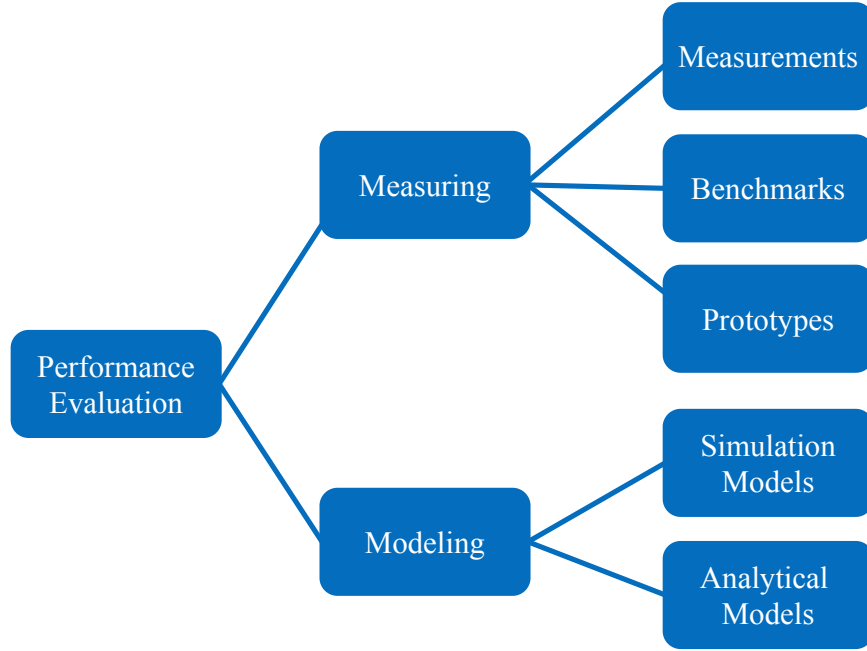 Measurements
Measuring
Benchmarks
Prototypes
Performance
Evaluation
Simulation
Models
Modeling
Analytical
Models